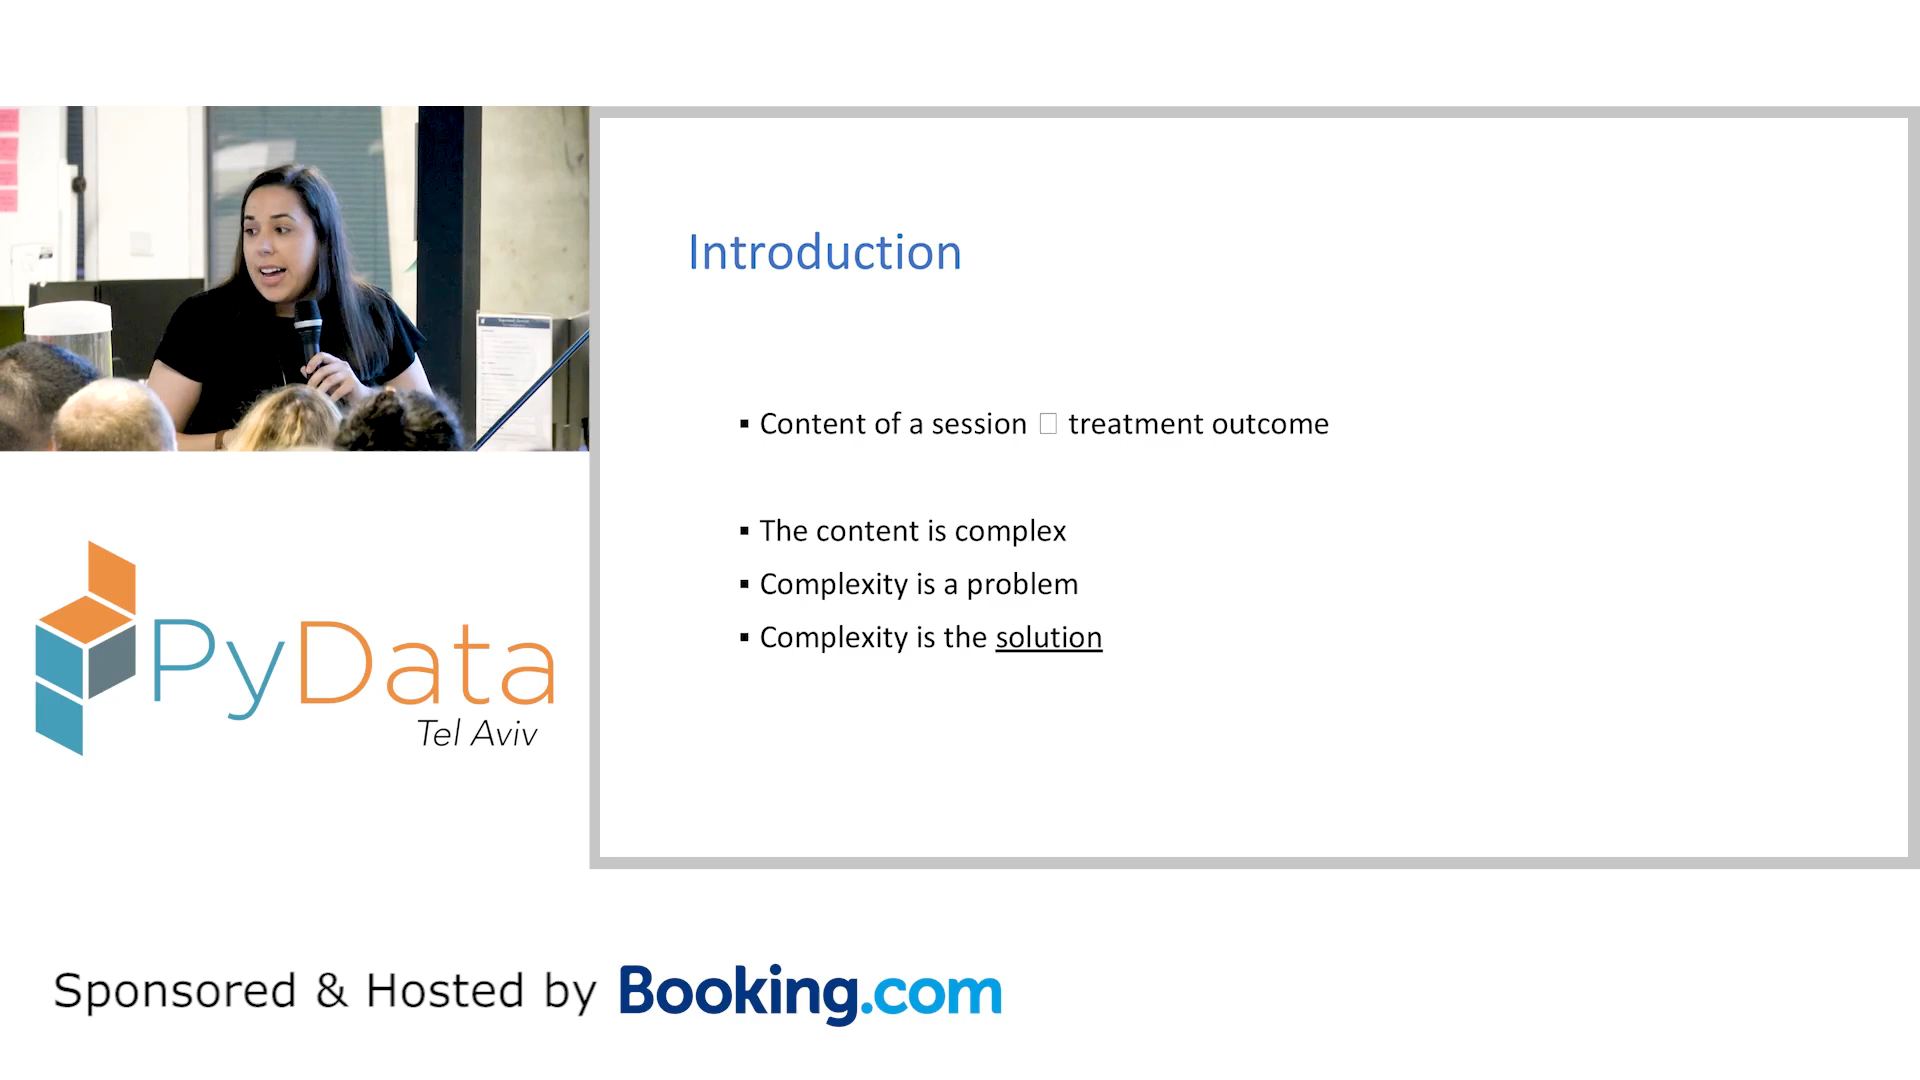 Introduction
▪ Content of a session □ treatment outcome
▪ The content is complex
▪ Complexity is a problem
▪ Complexity is the solution
PyData
Tel Aviv
Sponsored & Hosted by Booking.com